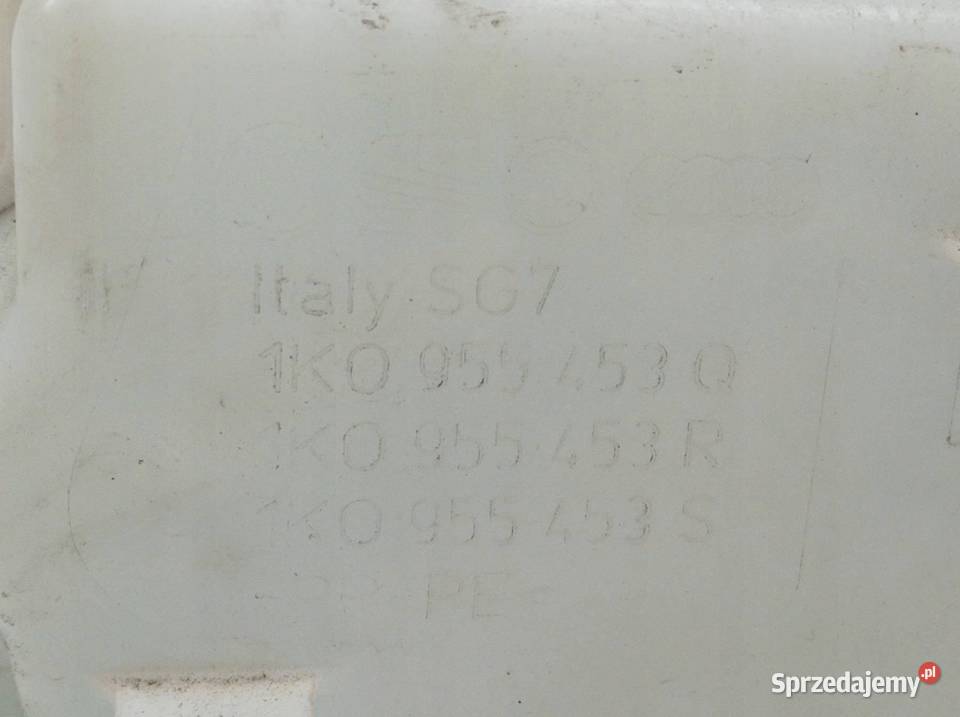 Italy SG7
1K0 955 453 Q
1K0 955 453 R
1K0 955 453 S
PE
Sprzedajemy.pl